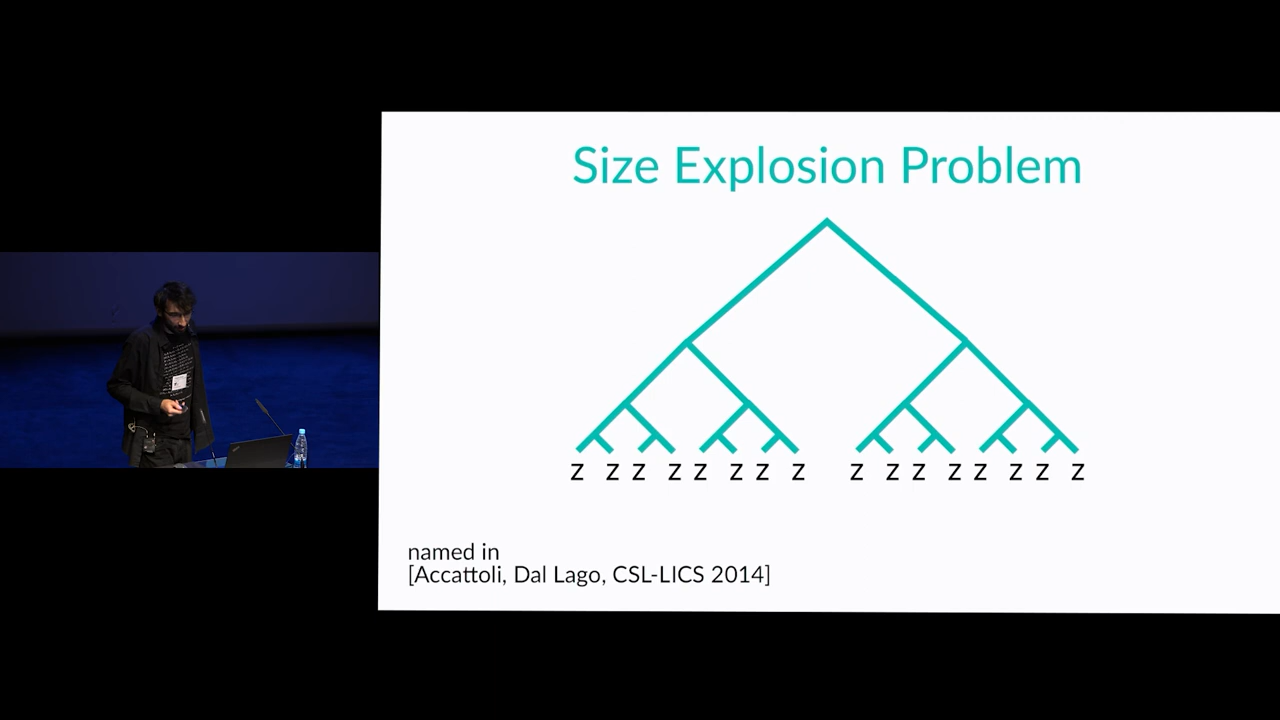 Size Explosion Problem
z z z z z z z z z z z z z z z z
named in
[Accattoli, Dal Lago, CSL-LICS 2014]